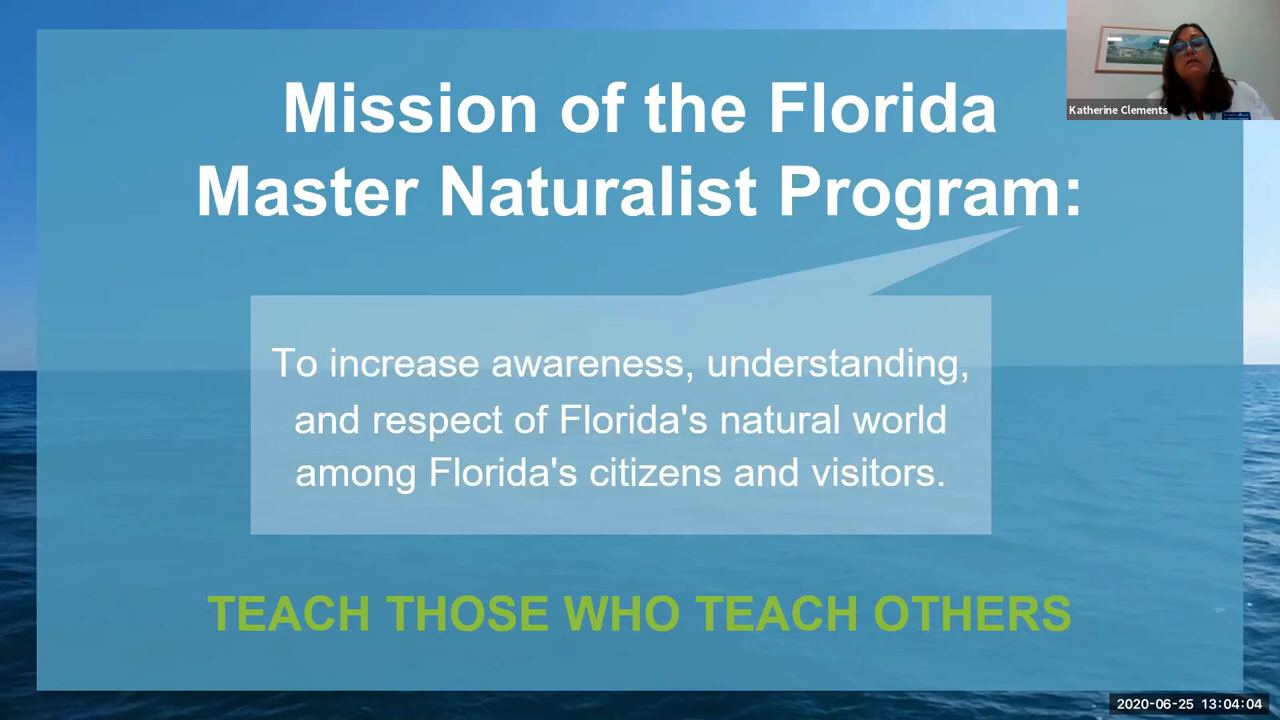 Mission of the Florida
Master Naturalist Program:
Katherine Clements
To increase awareness, understanding,
and respect of Florida's natural world
among Florida's citizens and visitors.
TEACH THOSE WHO TEACH OTHERS
2020-06-25 13:04:04